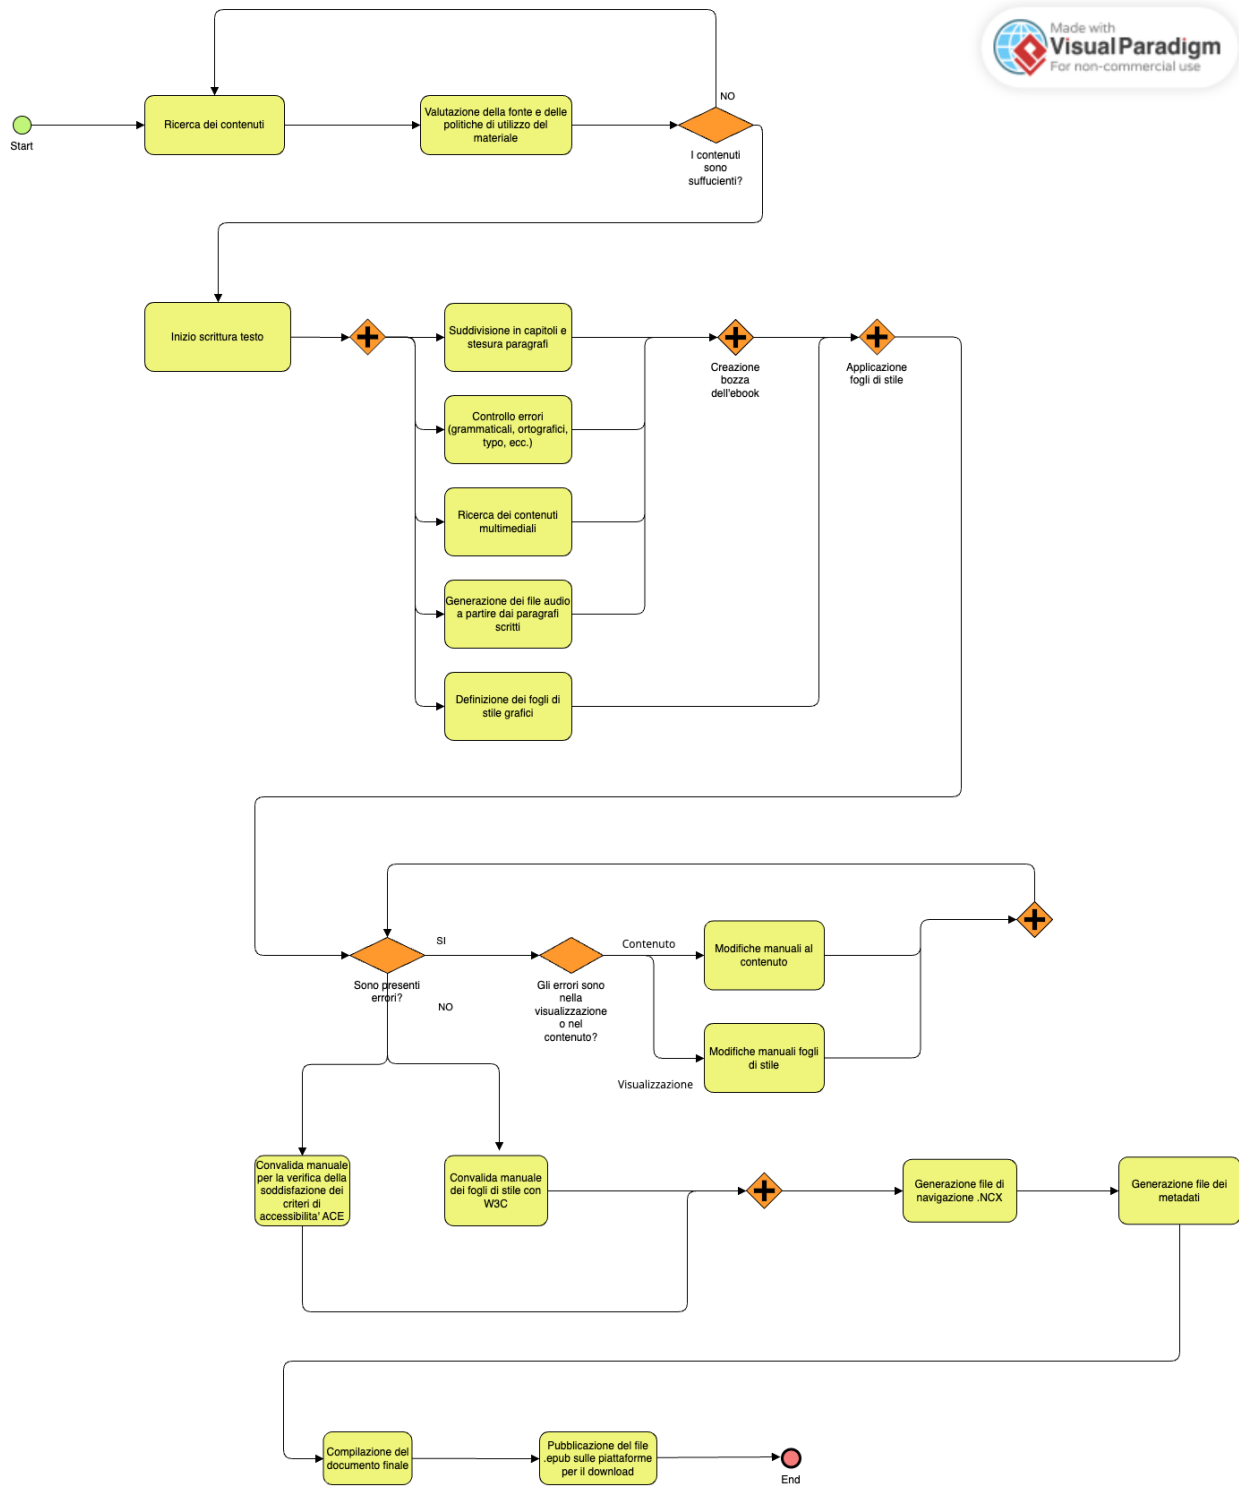 Made with
Visual Paradigm
For non-commercial use
NO
Start
Ricerca dei contenuti
Valutazione della fonte e delle
politiche di utilizzo del
materiale
I contenuti
sono
suffucienti?
Inizio scrittura testo
Suddivisione in capitoli e
stesura paragrafi
Creazione
bozza
dell'ebook
Applicazione
fogli di stile
Controllo errori
(grammaticali, ortografici,
typo, ecc.)
Ricerca dei contenuti
multimediali
Generazione dei file audio
a partire dai paragrafi
scritti
Definizione dei fogli di
stile grafici
SI
Sono presenti
errori?
NO
Gli errori sono
nella
visualizzazione
o nel
contenuto?
Contenuto
Modifiche manuali al
contenuto
Modifiche manuali fogli
di stile
Visualizzazione
Convalida manuale
per la verifica della
soddisfazione dei
criteri di
accessibilita' ACE
Convalida manuale
dei fogli di stile con
W3C
Generazione file di
navigazione .NCX
Generazione file dei
metadati
Compilazione del
documento finale
Pubblicazione del file
.epub sulle piattaforme
per il download
End